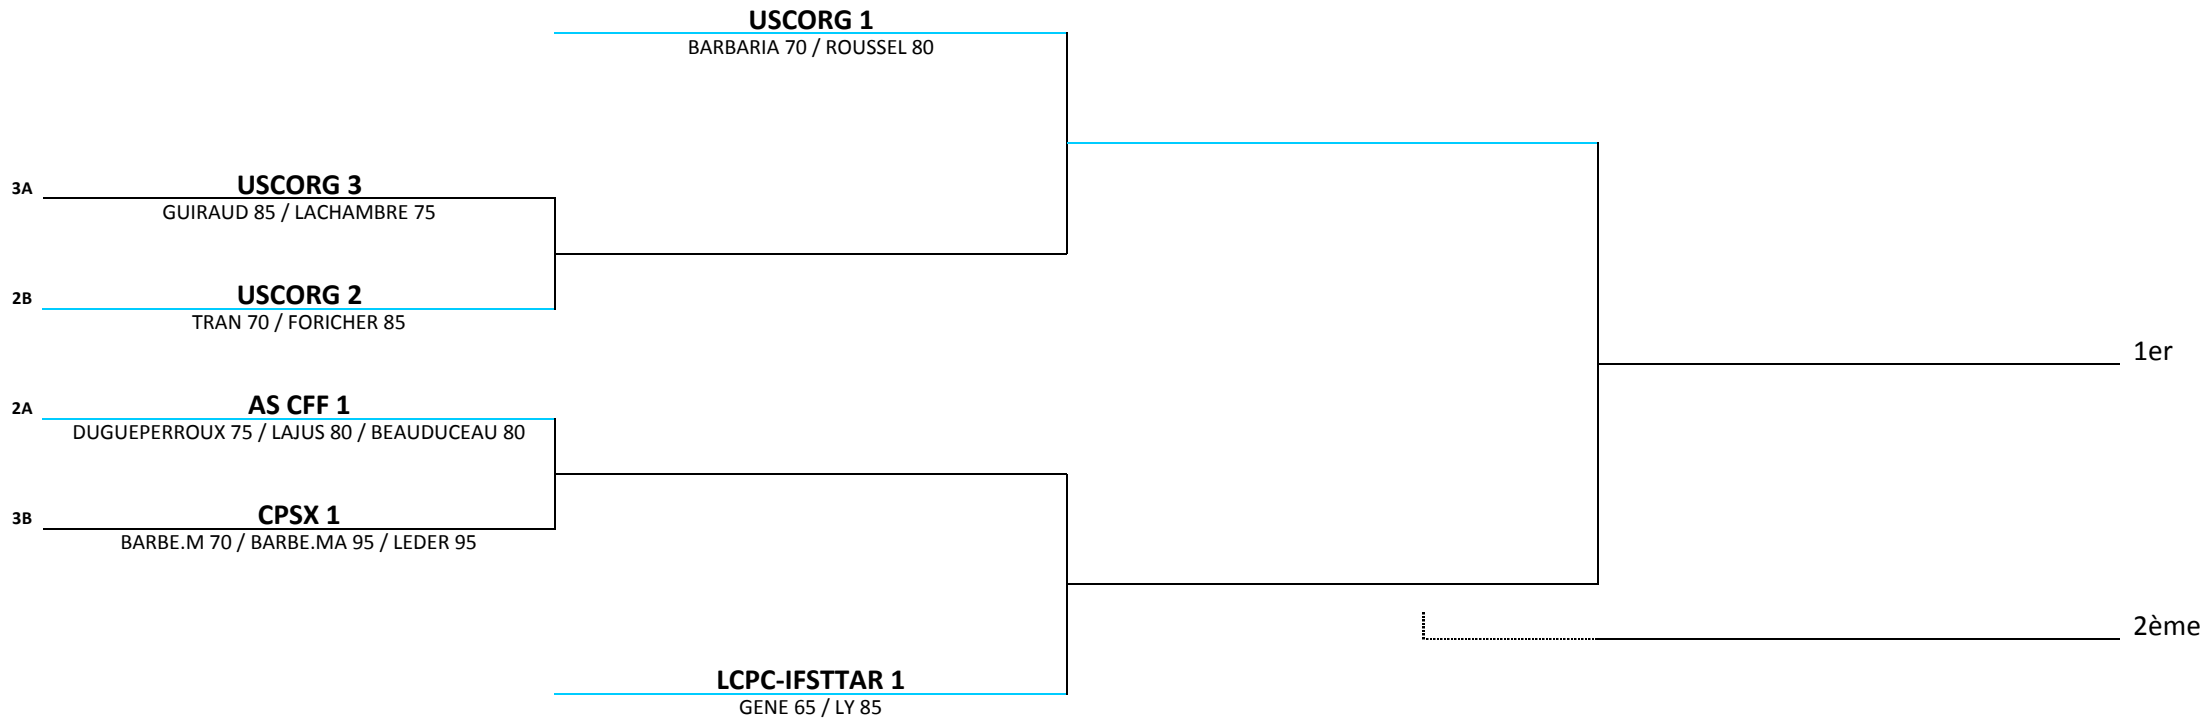 USCORG 1
BARBARIA 70 / ROUSSEL 80
3A
USCORG 3
GUIRAUD 85 / LACHAMBRE 75
2B
USCORG 2
TRAN 70 / FORICHER 85
1er
2A
AS CFF 1
DUGUEPERROUX 75 / LAJUS 80 / BEAUDUCEAU 80
3B
CPSX 1
BARBE.M 70 / BARBE.MA 95 / LEDER 95
2ème
LCPC-IFSTTAR 1
GENE 65 / LY 85